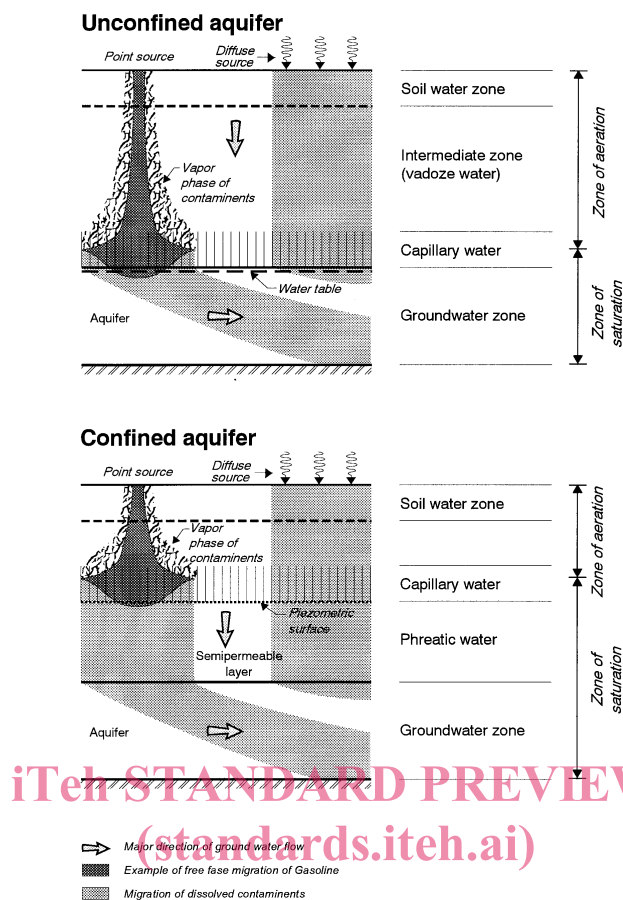 Unconfined aquifer
Point source
Diffuse
source
Soil water zone
Intermediate zone
(vadoze water)
Zone of aeration
Vapor
phase of
contaminents
Capillary water
Water table
Aquifer
Groundwater zone
Zone of
saturation
Confined aquifer
Point source
Diffuse
source
Soil water zone
Zone of aeration
Vapor
phase of
contaminents
Capillary water
Piezometric
surface
Phreatic water
Semipermeable
layer
Zone of
saturation
Aquifer
Groundwater zone
iTeh STANDARD PREVIEW
(standards.iteh.ai)
Major direction of ground water flow
Example of free fase migration of Gasoline
Migration of dissolved contaminents